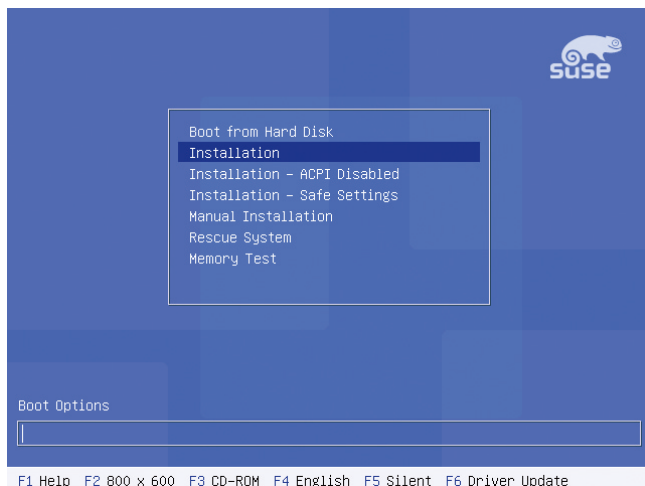 suse
Boot from Hard Disk
Installation
Installation - ACPI Disabled
Installation - Safe Settings
Manual Installation
Rescue System
Memory Test
Boot Options
F1 Help F2 800 x 600 F3 CD-ROM F4 English F5 Silent F6 Driver Update